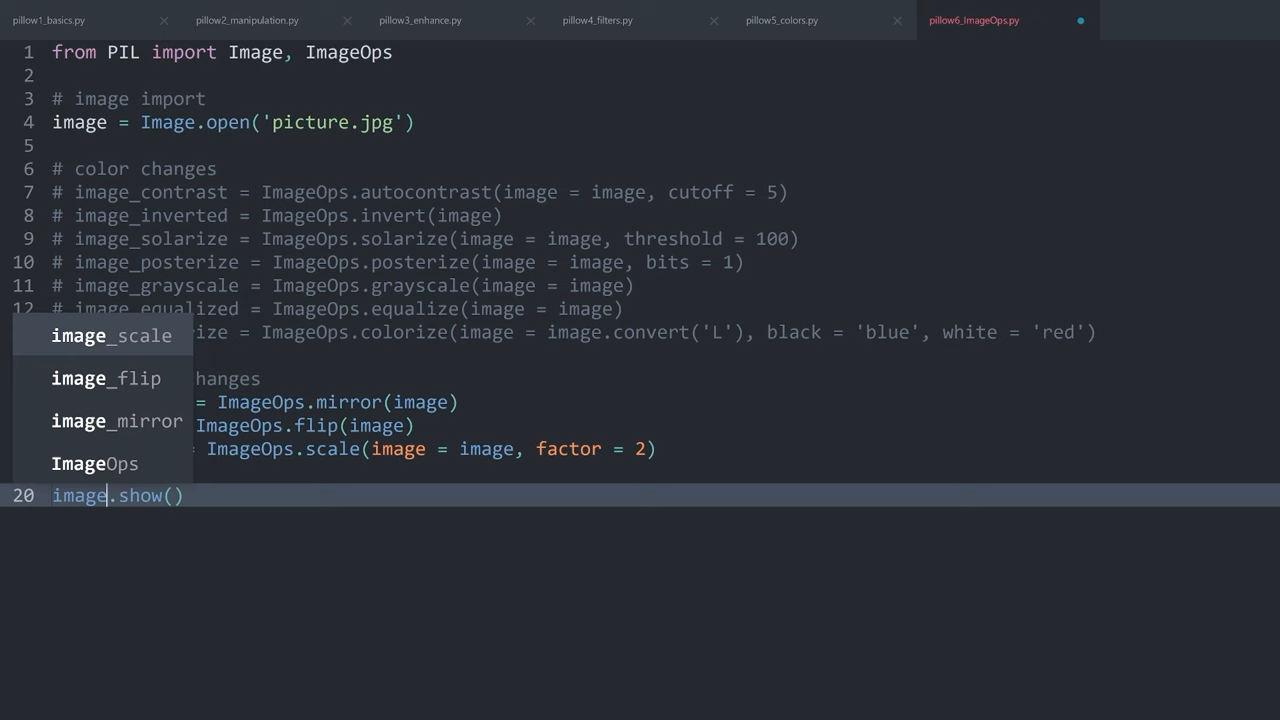 pillow1_basics.py × pillow2_manipulation.py × pillow3_enhance.py × pillow4_filters.py × pillow5_colors.py × pillow6_ImageOps.py
1 from PIL import Image, ImageOps
2
3 # image import
4 image = Image.open('picture.jpg')
5
6 # color changes
7 # image_contrast = ImageOps.autocontrast(image = image, cutoff = 5)
8 # image_inverted = ImageOps.invert(image)
9 # image_solarize = ImageOps.solarize(image = image, threshold = 100)
10 # image_posterize = ImageOps.posterize(image = image, bits = 1)
11 # image_grayscale = ImageOps.grayscale(image = image)
12 # image_equalized = ImageOps.equalize(image = image)
rize = ImageOps.colorize(image = image.convert('L'), black = 'blue', white = 'red')
hanges
= ImageOps.mirror(image)
ImageOps.flip(image)
= ImageOps.scale(image = image, factor = 2)
image_scale
image_flip
image_mirror
ImageOps
20 image.show()